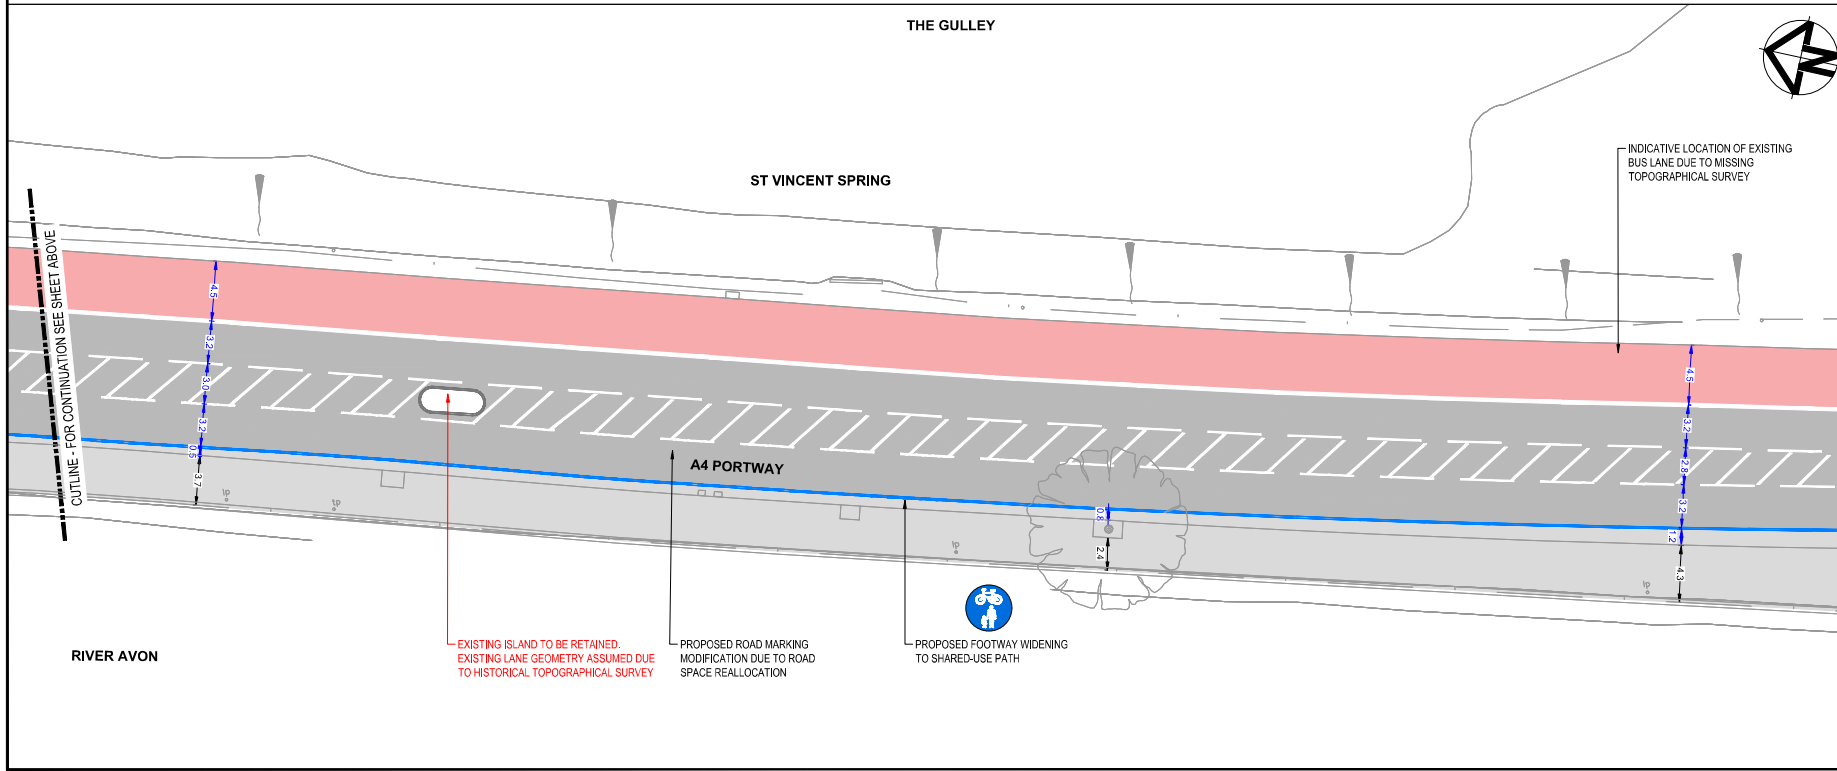 THE GULLEY
N
INDICATIVE LOCATION OF EXISTING
BUS LANE DUE TO MISSING
TOPOGRAPHICAL SURVEY
ST VINCENT SPRING
CUTLINE - FOR CONTINUATION SEE SHEET ABOVE
4.5
3.2
3.0
3.2
0.5
3.7
4.5
3.2
2.8
3.2
1.2
4.3
A4 PORTWAY
0.8
2.4
lp
lp
lp
lp
EXISTING ISLAND TO BE RETAINED.
EXISTING LANE GEOMETRY ASSUMED DUE
TO HISTORICAL TOPOGRAPHICAL SURVEY
PROPOSED ROAD MARKING
MODIFICATION DUE TO ROAD
SPACE REALLOCATION
PROPOSED FOOTWAY WIDENING
TO SHARED-USE PATH
RIVER AVON